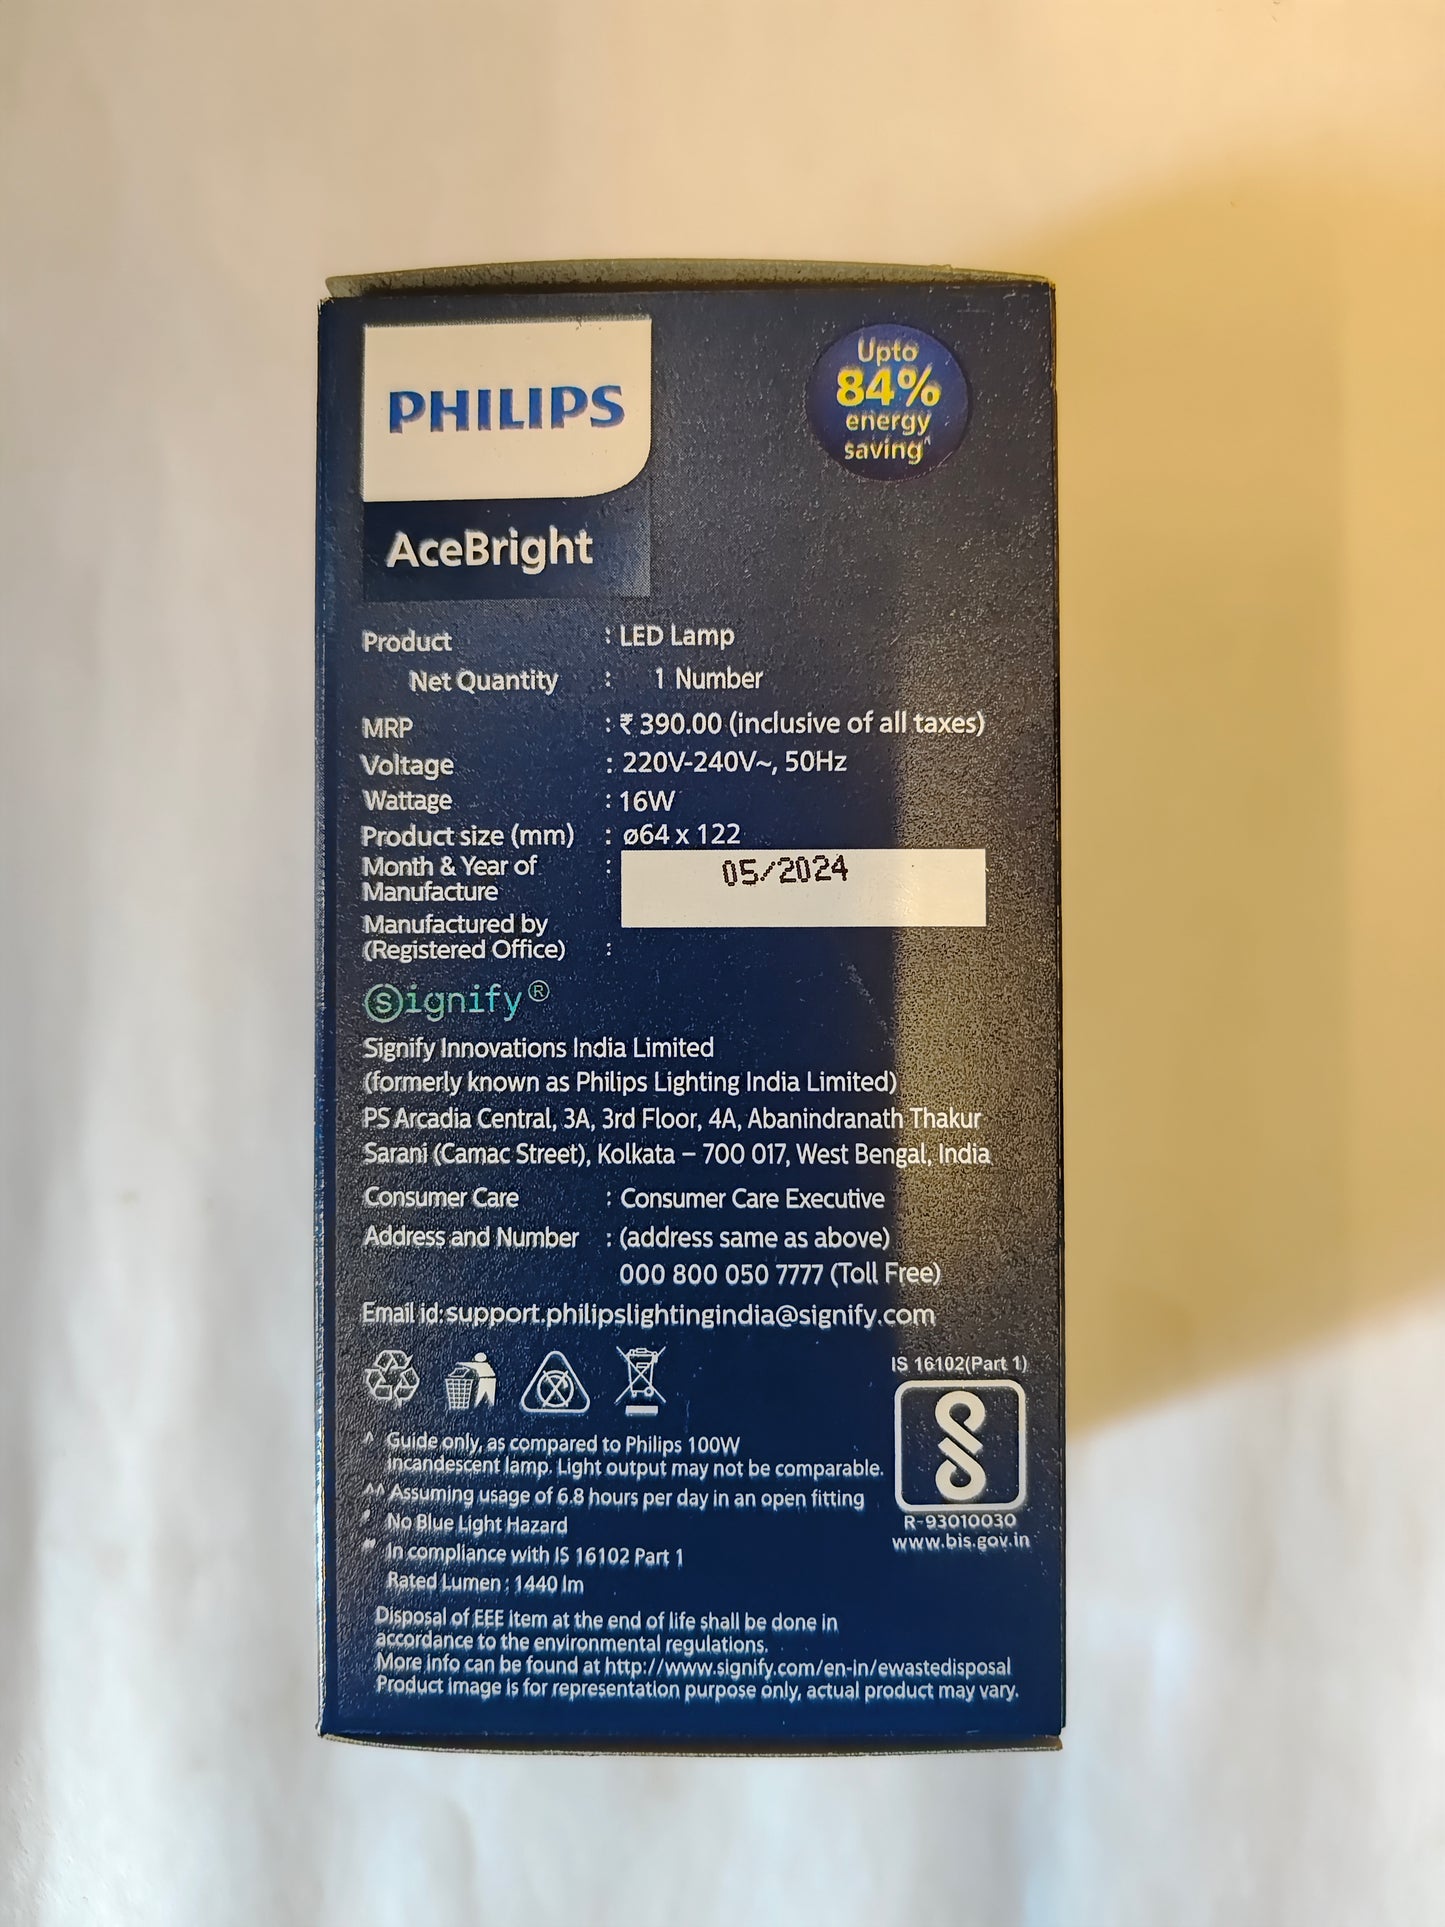 PHILIPS
AceBright
Upto
84%
energy
saving^
Product : LED Lamp
Net Quantity : 1 Number
MRP : ₹ 390.00 (inclusive of all taxes)
Voltage : 220V-240V~, 50Hz
Wattage : 16W
Product size (mm) : ø64 x 122
Month & Year of : 05/2024
Manufacture
Manufactured by
(Registered Office) :
Signify®
Signify Innovations India Limited
(formerly known as Philips Lighting India Limited)
PS Arcadia Central, 3A, 3rd Floor, 4A, Abanindranath Thakur
Sarani (Camac Street), Kolkata – 700 017, West Bengal, India
Consumer Care : Consumer Care Executive
Address and Number : (address same as above)
000 800 050 7777 (Toll Free)
Email id:support.philipslightingindia@signify.com
IS 16102(Part 1)
R-93010030
www.bis.gov.in
^ Guide only, as compared to Philips 100W
incandescent lamp. Light output may not be comparable.
^^ Assuming usage of 6.8 hours per day in an open fitting
No Blue Light Hazard
In compliance with IS 16102 Part 1
Rated Lumen : 1440 lm
Disposal of EEE item at the end of life shall be done in
accordance to the environmental regulations.
More info can be found at http://www.signify.com/en-in/ewastedisposal
Product image is for representation purpose only, actual product may vary.